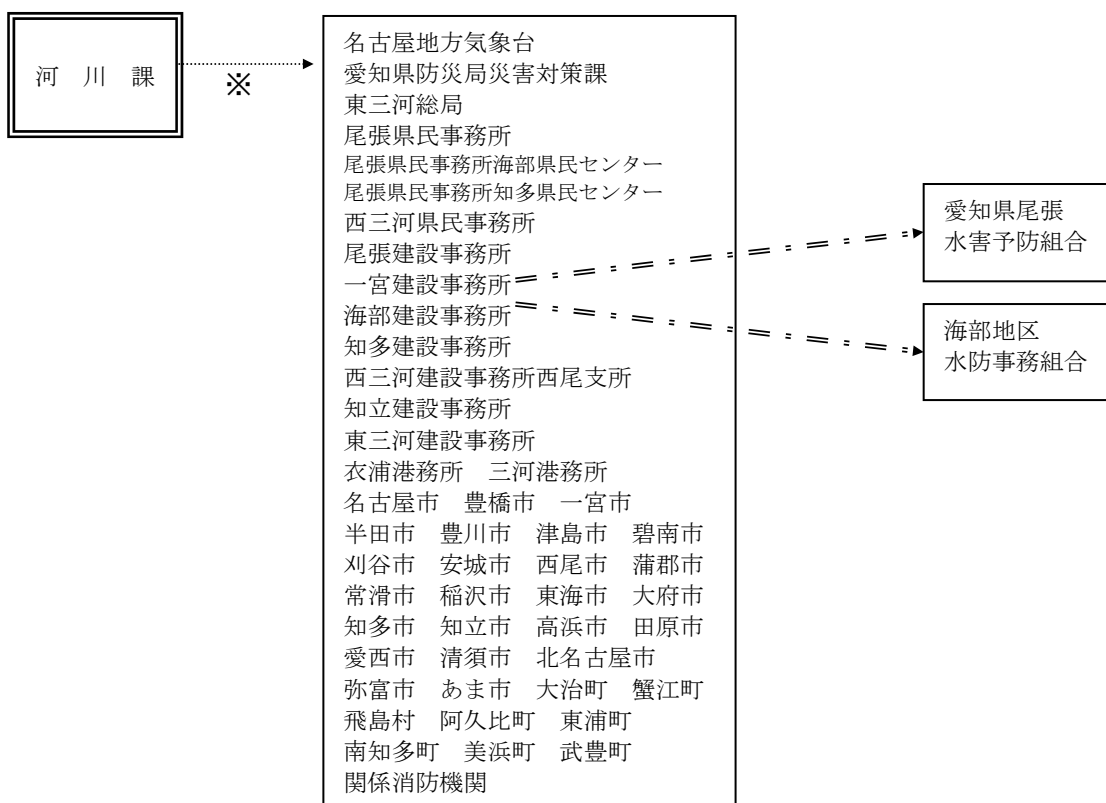 河　川　課
※
名古屋地方気象台
愛知県防災局災害対策課
東三河総局
尾張県民事務所
尾張県民事務所海部県民センター
尾張県民事務所知多県民センター
西三河県民事務所
尾張建設事務所
一宮建設事務所
海部建設事務所
知多建設事務所
西三河建設事務所西尾支所
知立建設事務所
東三河建設事務所
衣浦港務所　三河港務所
名古屋市　豊橋市　一宮市
半田市　豊川市　津島市　碧南市
刈谷市　安城市　西尾市　蒲郡市
常滑市　稲沢市　東海市　大府市
知多市　知立市　高浜市　田原市
愛西市　清須市　北名古屋市
弥富市　あま市　大治町　蟹江町
飛島村　阿久比町　東浦町
南知多町　美浜町　武豊町
関係消防機関
愛知県尾張
水害予防組合
海部地区
水防事務組合